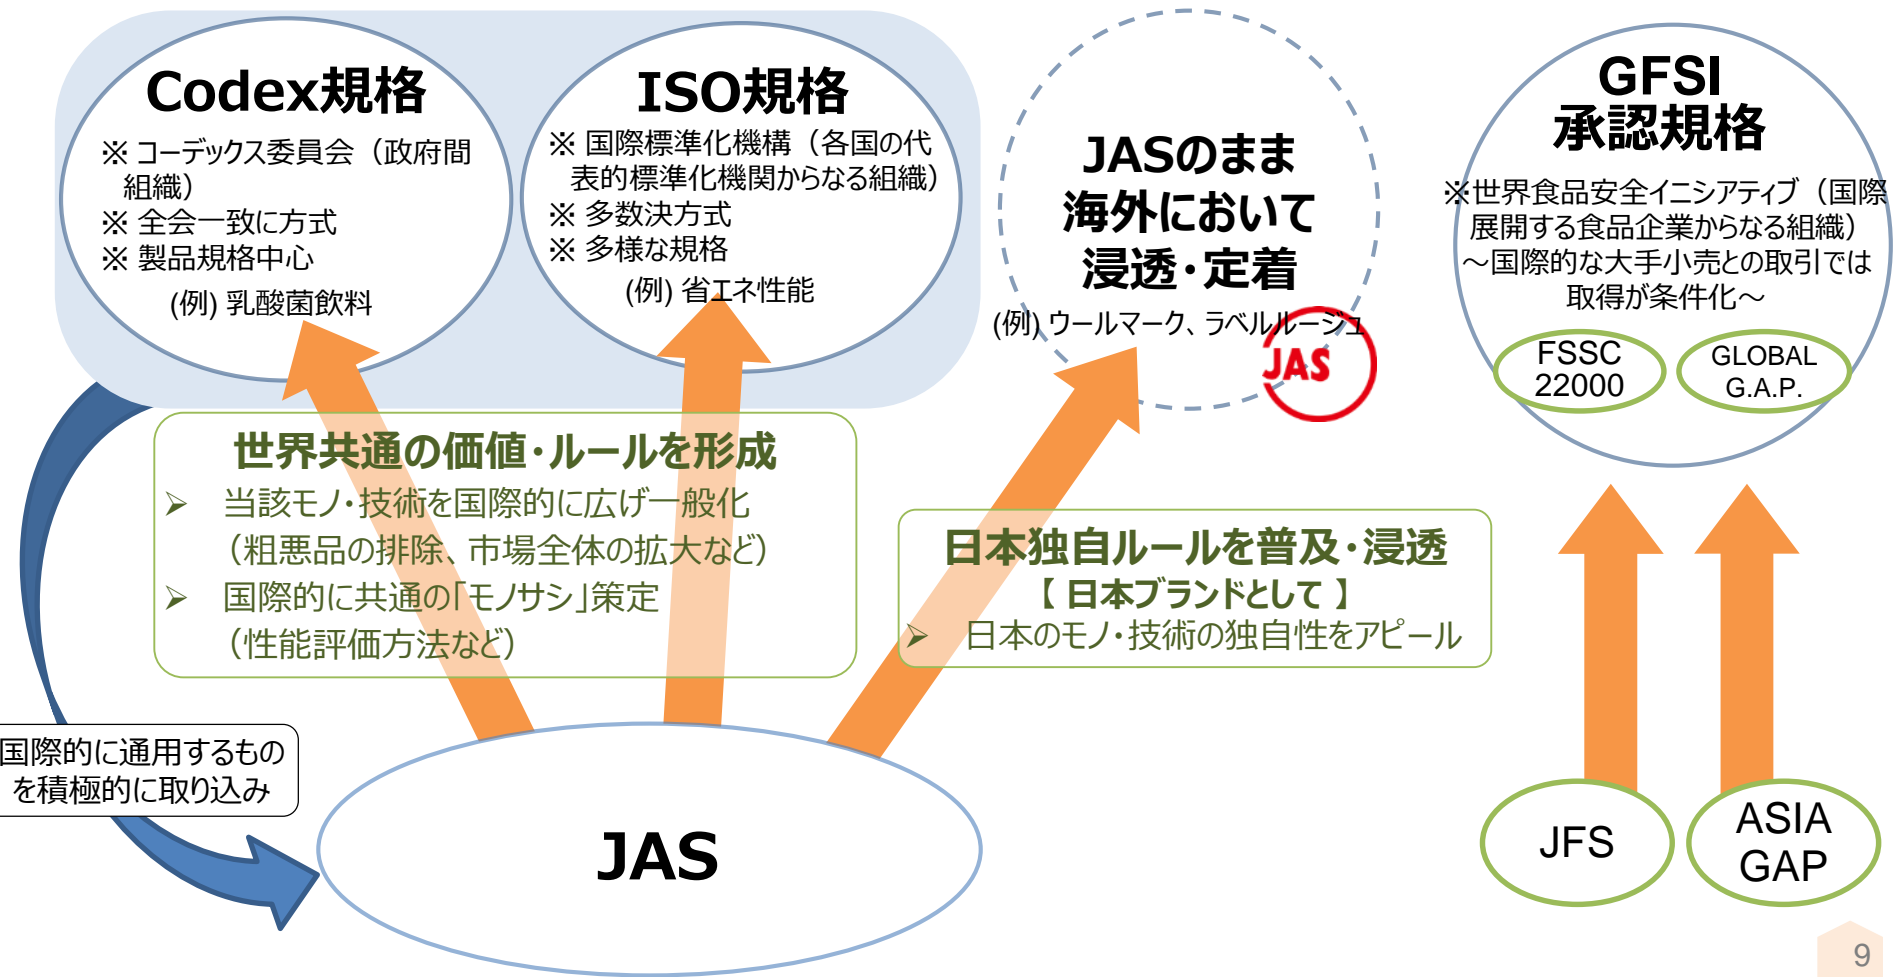 Codex規格
※ コーデックス委員会（政府間
組織）
※ 全会一致に方式
※ 製品規格中心
(例) 乳酸菌飲料
ISO規格
※ 国際標準化機構（各国の代
表的標準化機関からなる組織）
※ 多数決方式
※ 多様な規格
(例) 省エネ性能
JASのまま
海外において
浸透・定着
(例) ウールマーク、ラベルルージュ
JAS
GFSI
承認規格
※世界食品安全イニシアティブ（国際
展開する食品企業からなる組織）
～国際的な大手小売との取引では
取得が条件化～
FSSC
22000
GLOBAL
G.A.P.
世界共通の価値・ルールを形成
➢ 当該モノ・技術を国際的に広げ一般化
（粗悪品の排除、市場全体の拡大など）
➢ 国際的に共通の「モノサシ」策定
（性能評価方法など）
日本独自ルールを普及・浸透
【 日本ブランドとして 】
➢ 日本のモノ・技術の独自性をアピール
国際的に通用するもの
を積極的に取り込み
JAS
JFS
ASIA
GAP
9